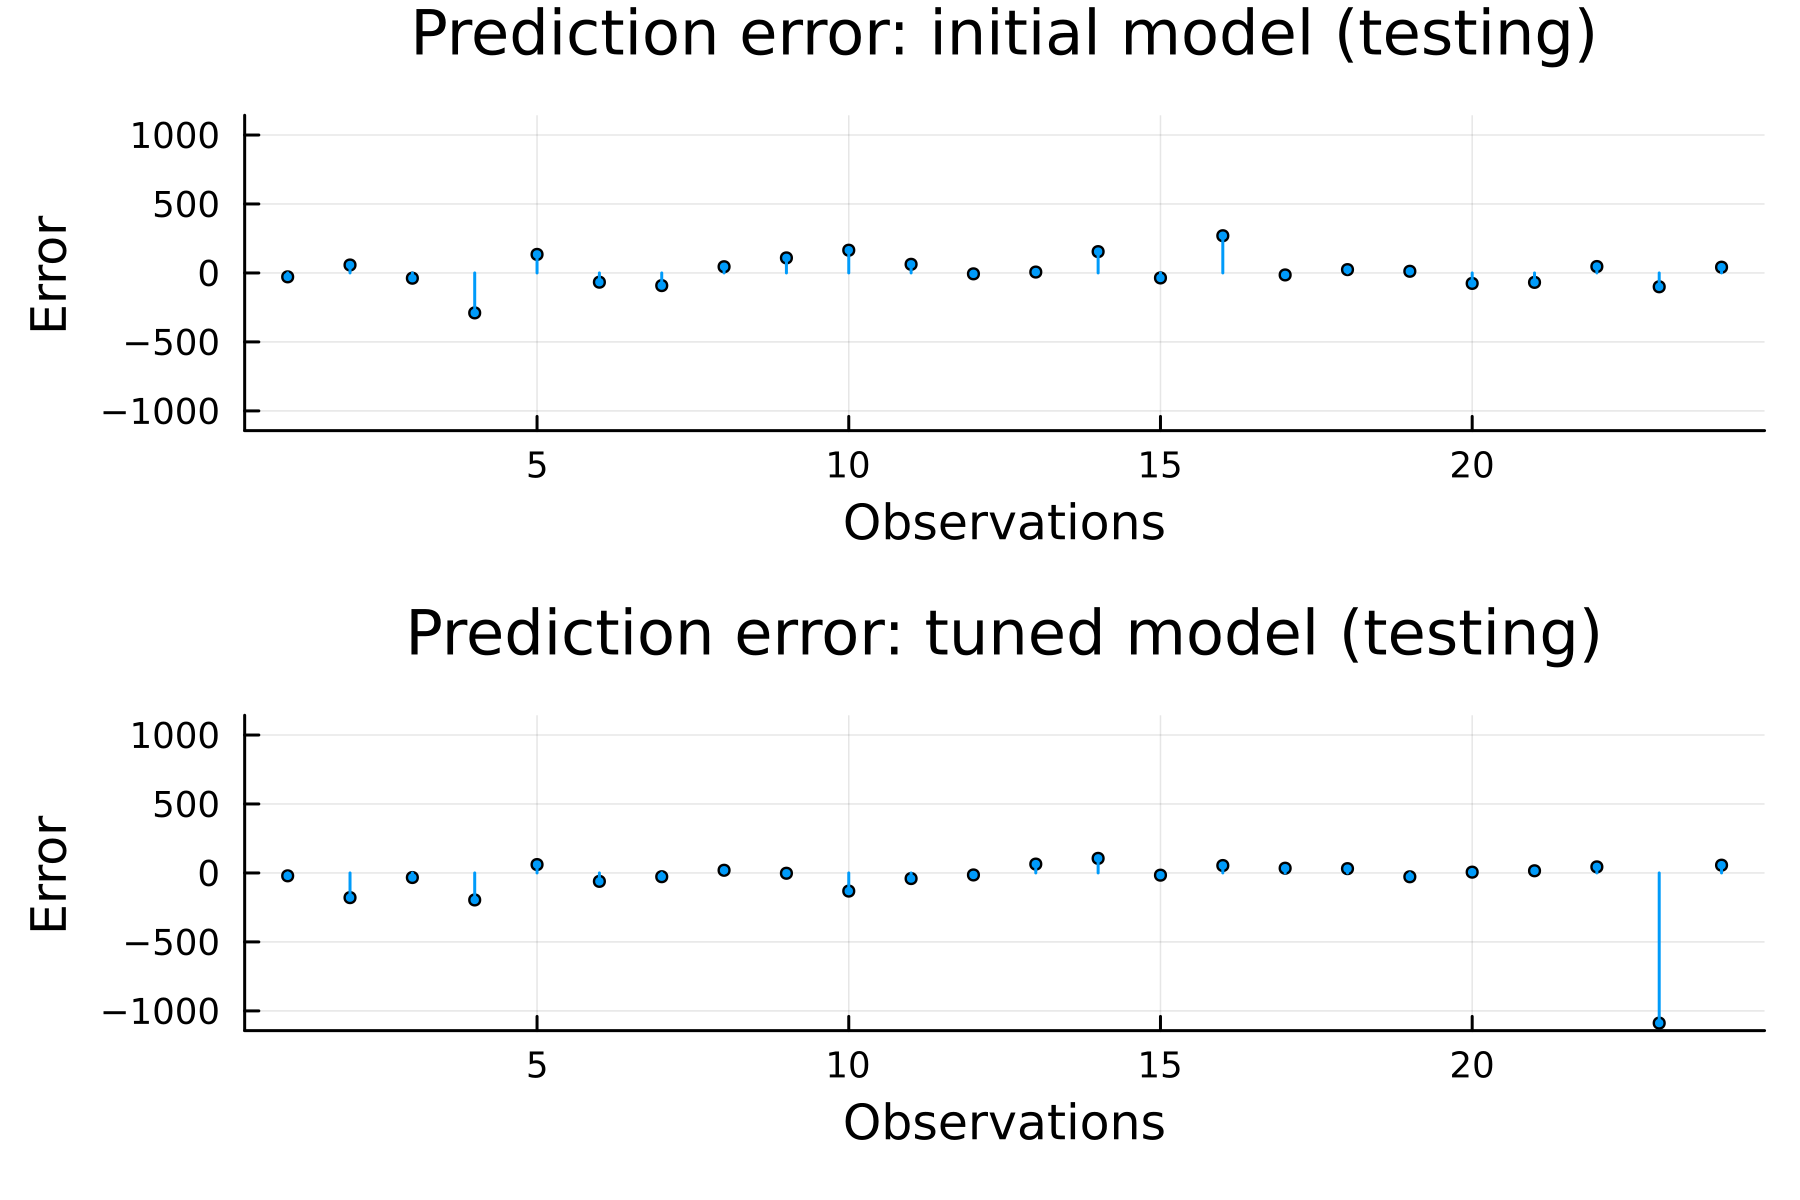 Prediction error: initial model (testing)
1000
500
0
−500
−1000
Error
5 10 15 20
Observations
Prediction error: tuned model (testing)
1000
500
0
−500
−1000
Error
5 10 15 20
Observations